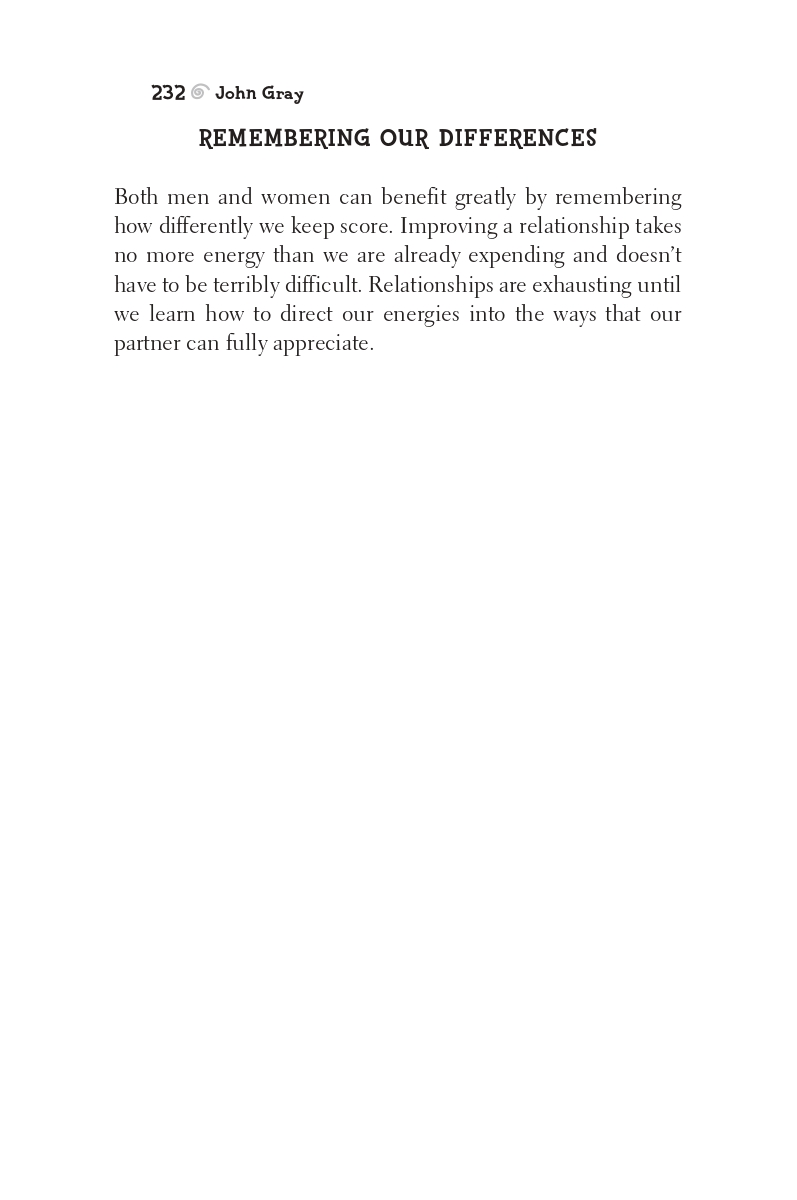 232 John Gray
REMEMBERING OUR DIFFERENCES
Both men and women can benefit greatly by remembering
how differently we keep score. Improving a relationship takes
no more energy than we are already expending and doesn’t
have to be terribly difficult. Relationships are exhausting until
we learn how to direct our energies into the ways that our
partner can fully appreciate.